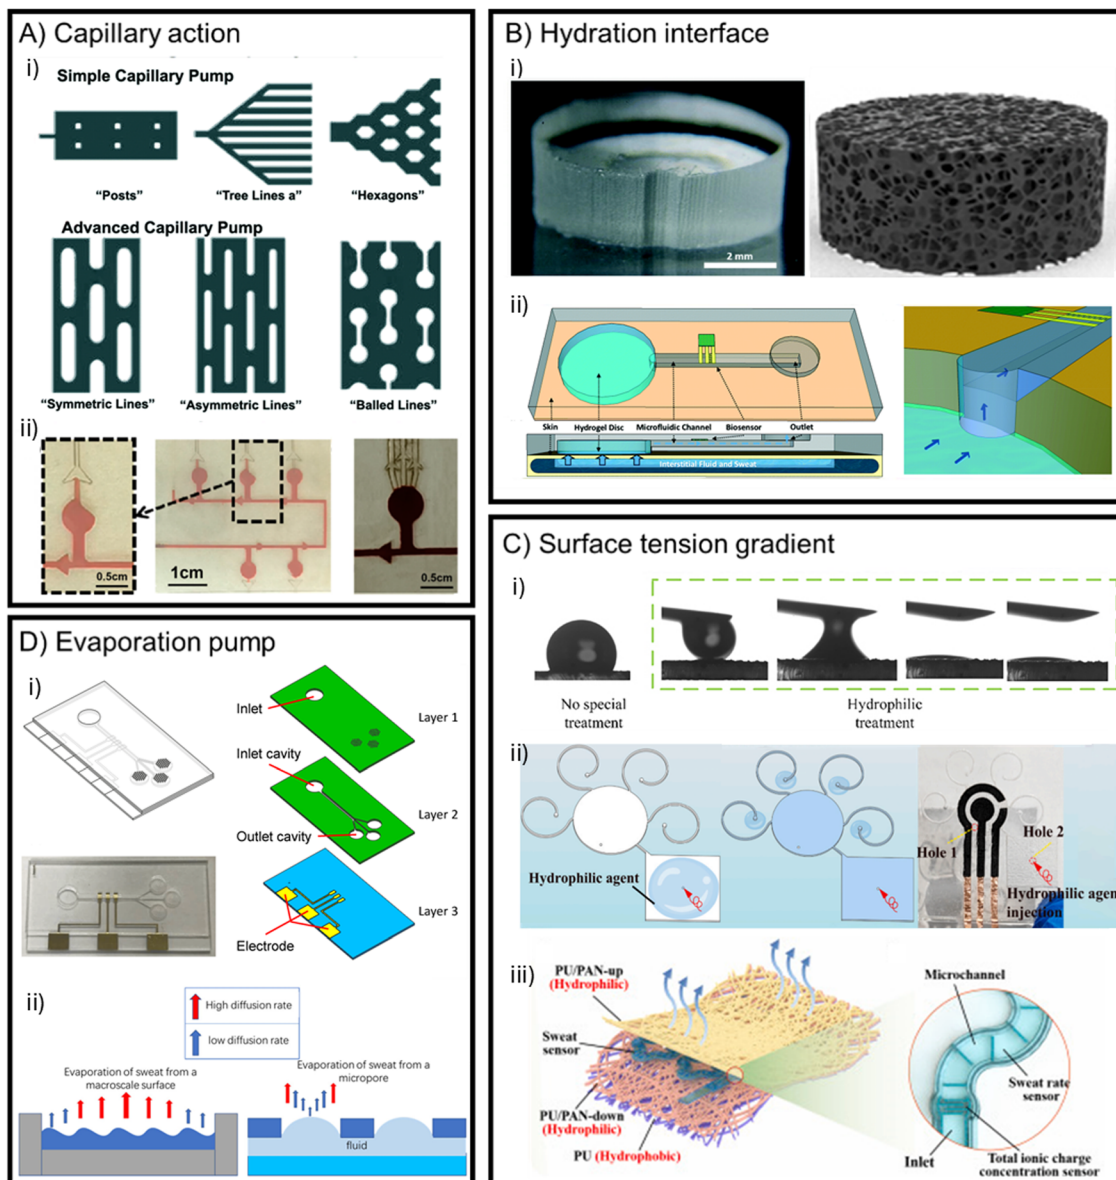 A) Capillary action
i)
Simple Capillary Pump
"Posts"
"Tree Lines a"
"Hexagons"
Advanced Capillary Pump
"Symmetric Lines"
"Asymmetric Lines"
"Balled Lines"
ii)
0.5cm
1cm
0.5cm
B) Hydration interface
i)
2 mm
ii)
Skin
Hydrogel Disc
Microfluidic Channel
Biosensor
Outlet
Interstitial Fluid and Sweat
C) Surface tension gradient
i)
No special
treatment
Hydrophilic
treatment
ii)
Hydrophilic agent
Hole 1
Hole 2
Hydrophilic agen
injection
iii)
PU/PAN-up
(Hydrophilic)
Sweat
sensor
PU/PAN-down
(Hydrophilic)
PU (Hydrophobic)
Microchannel
Sweat rate
sensor
Inlet
Total ionic charge
concentration sensor
D) Evaporation pump
i)
Inlet
Layer 1
Inlet cavity
Layer 2
Outlet cavity
Layer 3
Electrode
ii)
High diffusion rate
low diffusion rate
Evaporation of sweat from a
macroscale surface
Evaporation of sweat from a
micropore
fluid